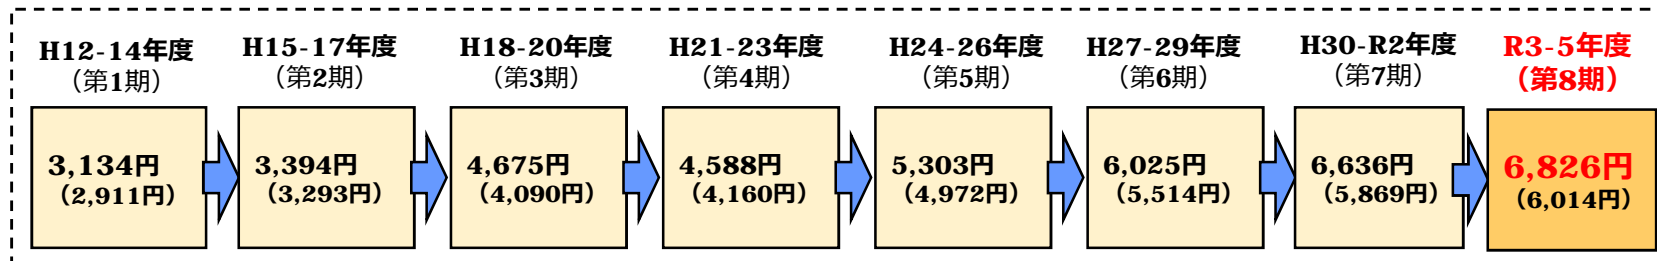 H12-14年度
（第1期）
3,134円
（2,911円）
H15-17年度
（第2期）
3,394円
（3,293円）
H18-20年度
（第3期）
4,675円
（4,090円）
H21-23年度
（第4期）
4,588円
（4,160円）
H24-26年度
（第5期）
5,303円
（4,972円）
H27-29年度
（第6期）
6,025円
（5,514円）
H30-R2年度
（第7期）
6,636円
（5,869円）
R3-5年度
（第8期）
6,826円
（6,014円）